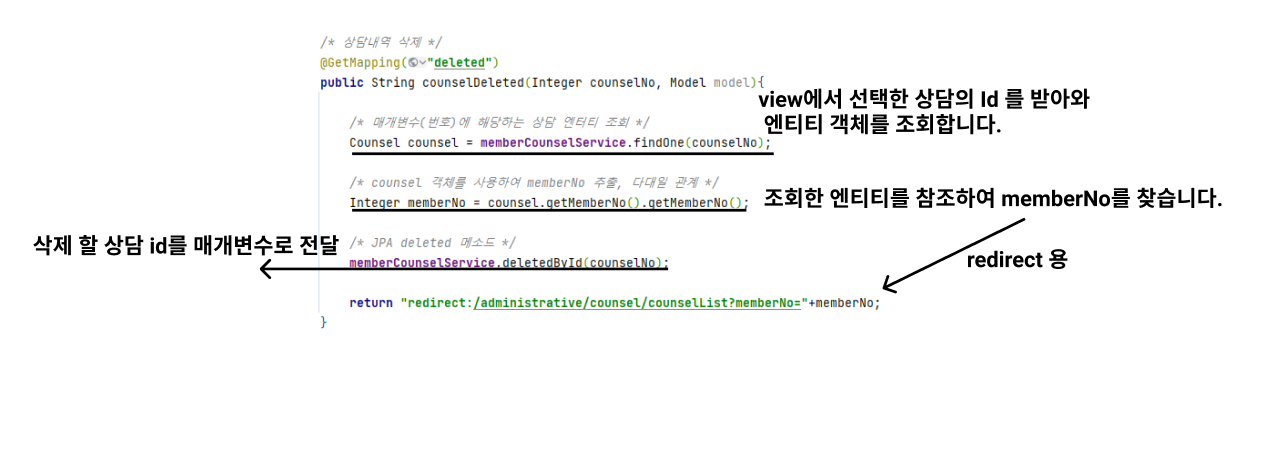 /* 상담내역 삭제 */
@GetMapping("deleted")
public String counselDeleted(Integer counselNo, Model model){
view에서 선택한 상담의 Id 를 받아와
엔티티 객체를 조회합니다.
/* 매개변수(번호)에 해당하는 상담 엔터티 조회 */
Counsel counsel = memberCounselService.findOne(counselNo);
/* counsel 객체를 사용하여 memberNo 추출, 다대일 관계 */
Integer memberNo = counsel.getMemberNo().getMemberNo();
조회한 엔티티를 참조하여 memberNo를 찾습니다.
삭제 할 상담 id를 매개변수로 전달
/* JPA deleted 메소드 */
memberCounselService.deletedById(counselNo);
redirect 용
return "redirect:/administrative/counsel/counselList?memberNo="+memberNo;
}